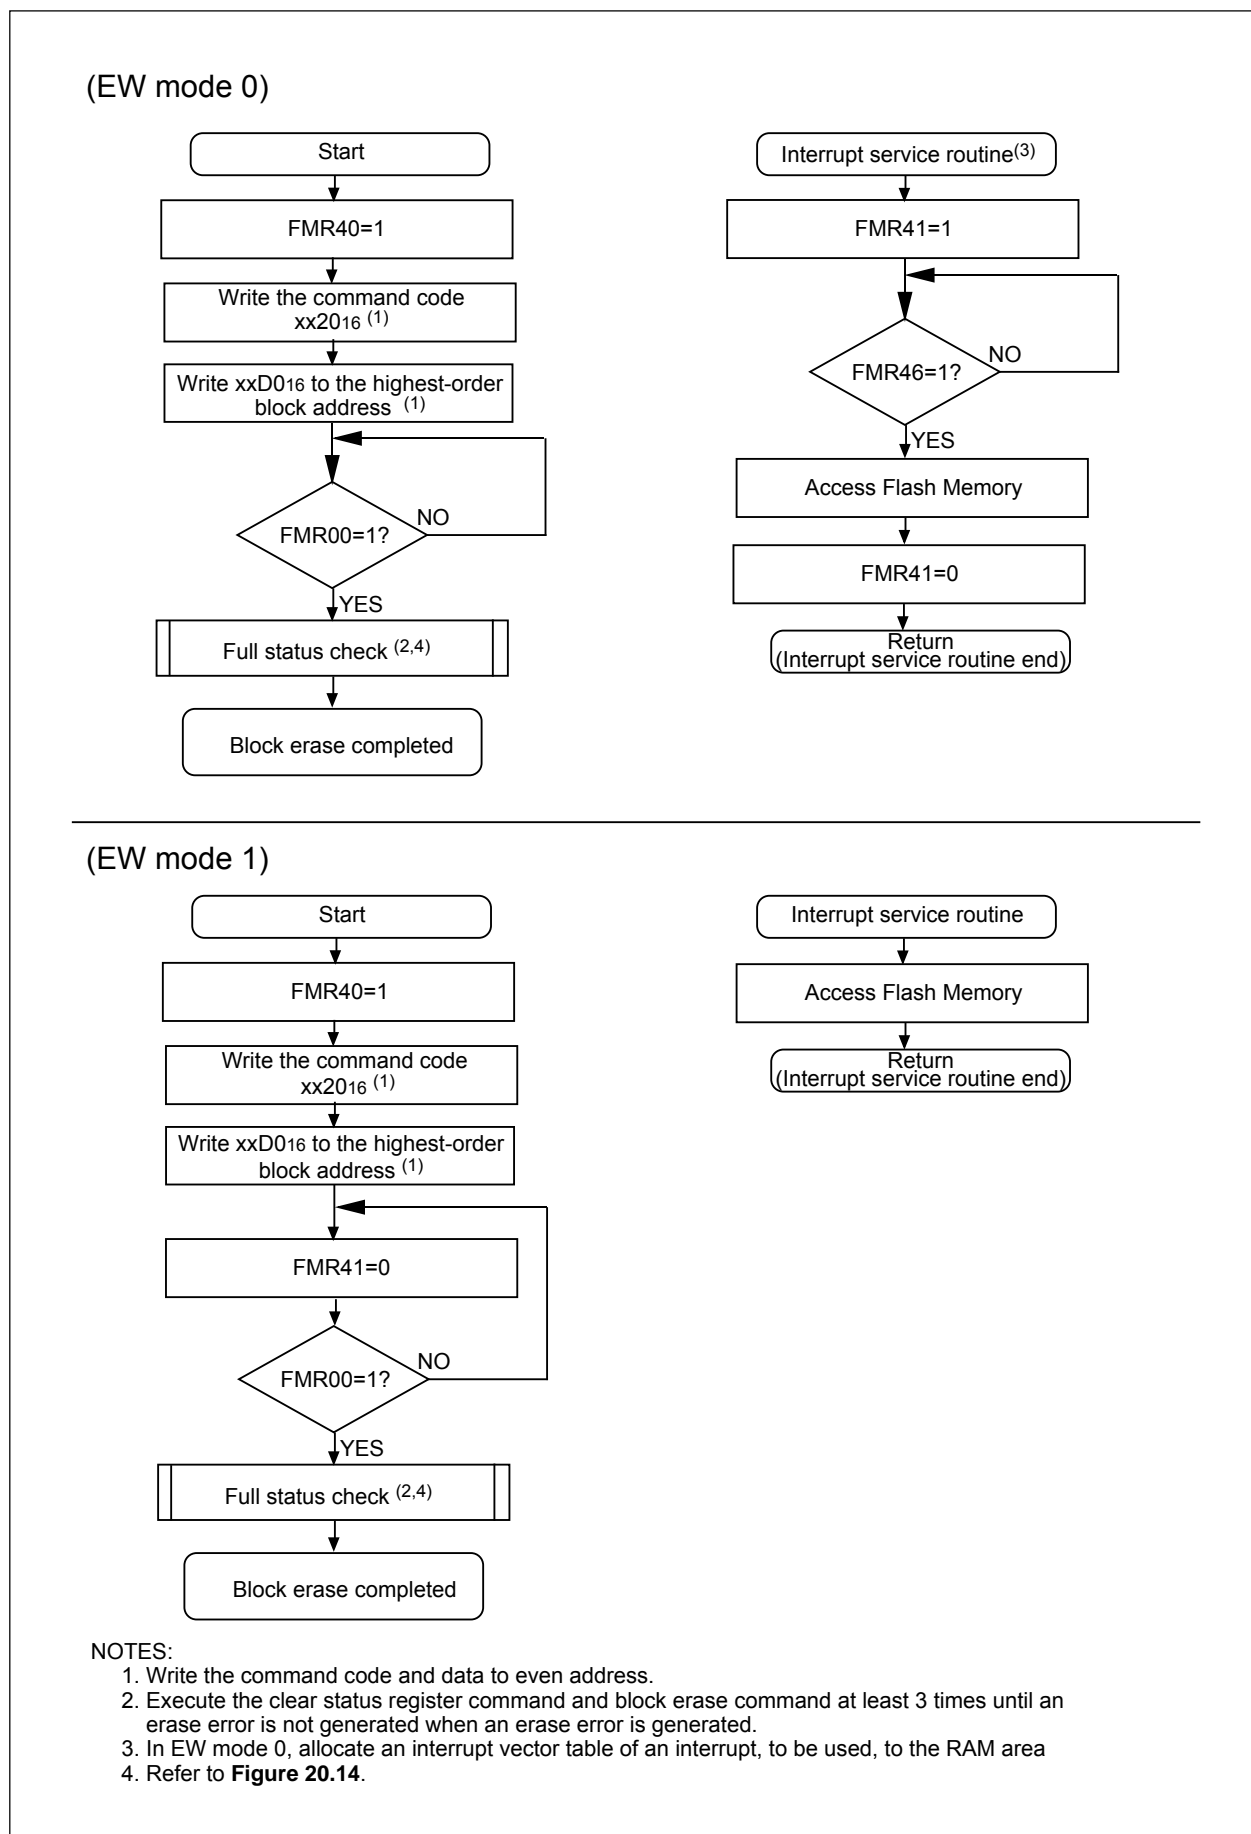 (EW mode 0)
Start
FMR40=1
Write the command code
xx2016 (1)
Write xxD016 to the highest-order
block address (1)
FMR00=1?
NO
YES
Full status check (2,4)
Block erase completed
Interrupt service routine(3)
FMR41=1
FMR46=1?
NO
YES
Access Flash Memory
FMR41=0
Return
(Interrupt service routine end)
(EW mode 1)
Start
FMR40=1
Write the command code
xx2016 (1)
Write xxD016 to the highest-order
block address (1)
FMR41=0
FMR00=1?
NO
YES
Full status check (2,4)
Block erase completed
Interrupt service routine
Access Flash Memory
Return
(Interrupt service routine end)
NOTES:
1. Write the command code and data to even address.
2. Execute the clear status register command and block erase command at least 3 times until an
erase error is not generated when an erase error is generated.
3. In EW mode 0, allocate an interrupt vector table of an interrupt, to be used, to the RAM area
4. Refer to Figure 20.14.